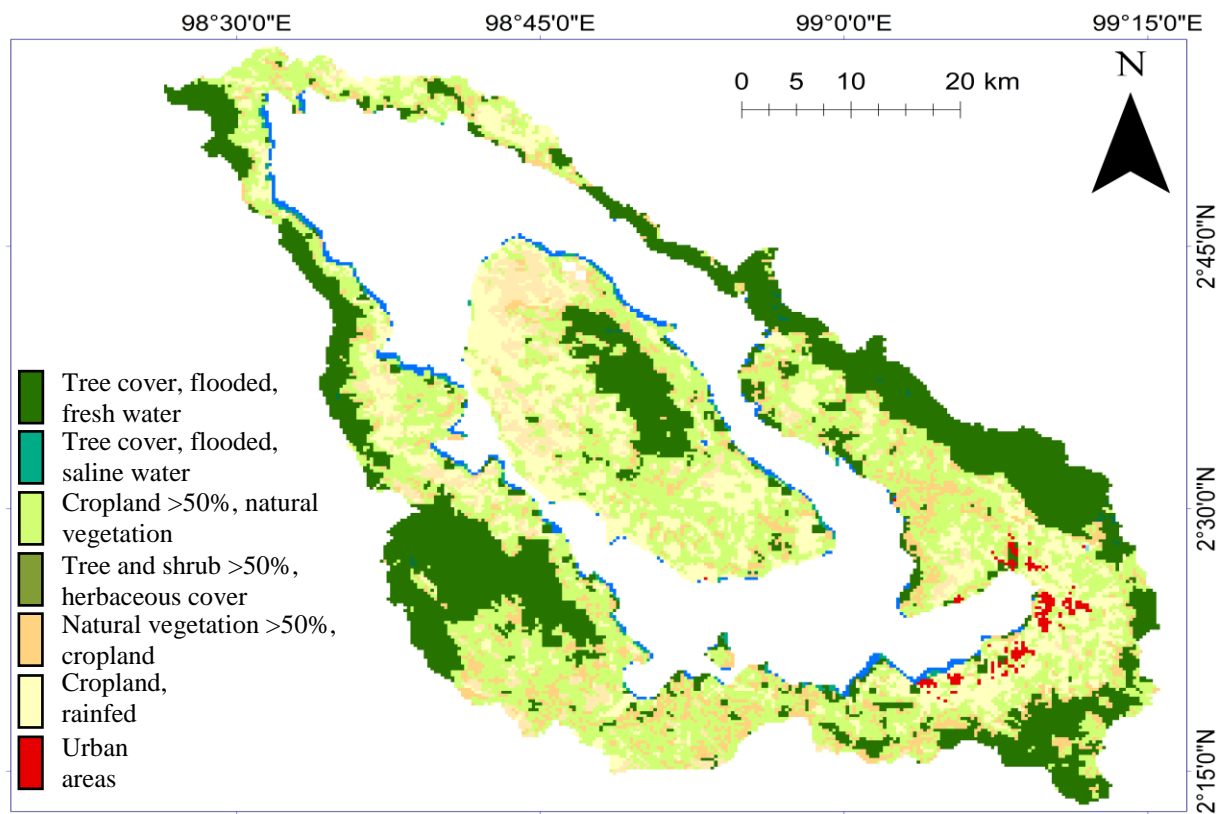 98°30'0"E 98°45'0"E 99°0'0"E 99°15'0"E
0 5 10 20 km
N
2°45'0"N
2°30'0"N
2°15'0"N
Tree cover, flooded,
fresh water
Tree cover, flooded,
saline water
Cropland >50%, natural
vegetation
Tree and shrub >50%,
herbaceous cover
Natural vegetation >50%,
cropland
Cropland,
rainfed
Urban
areas